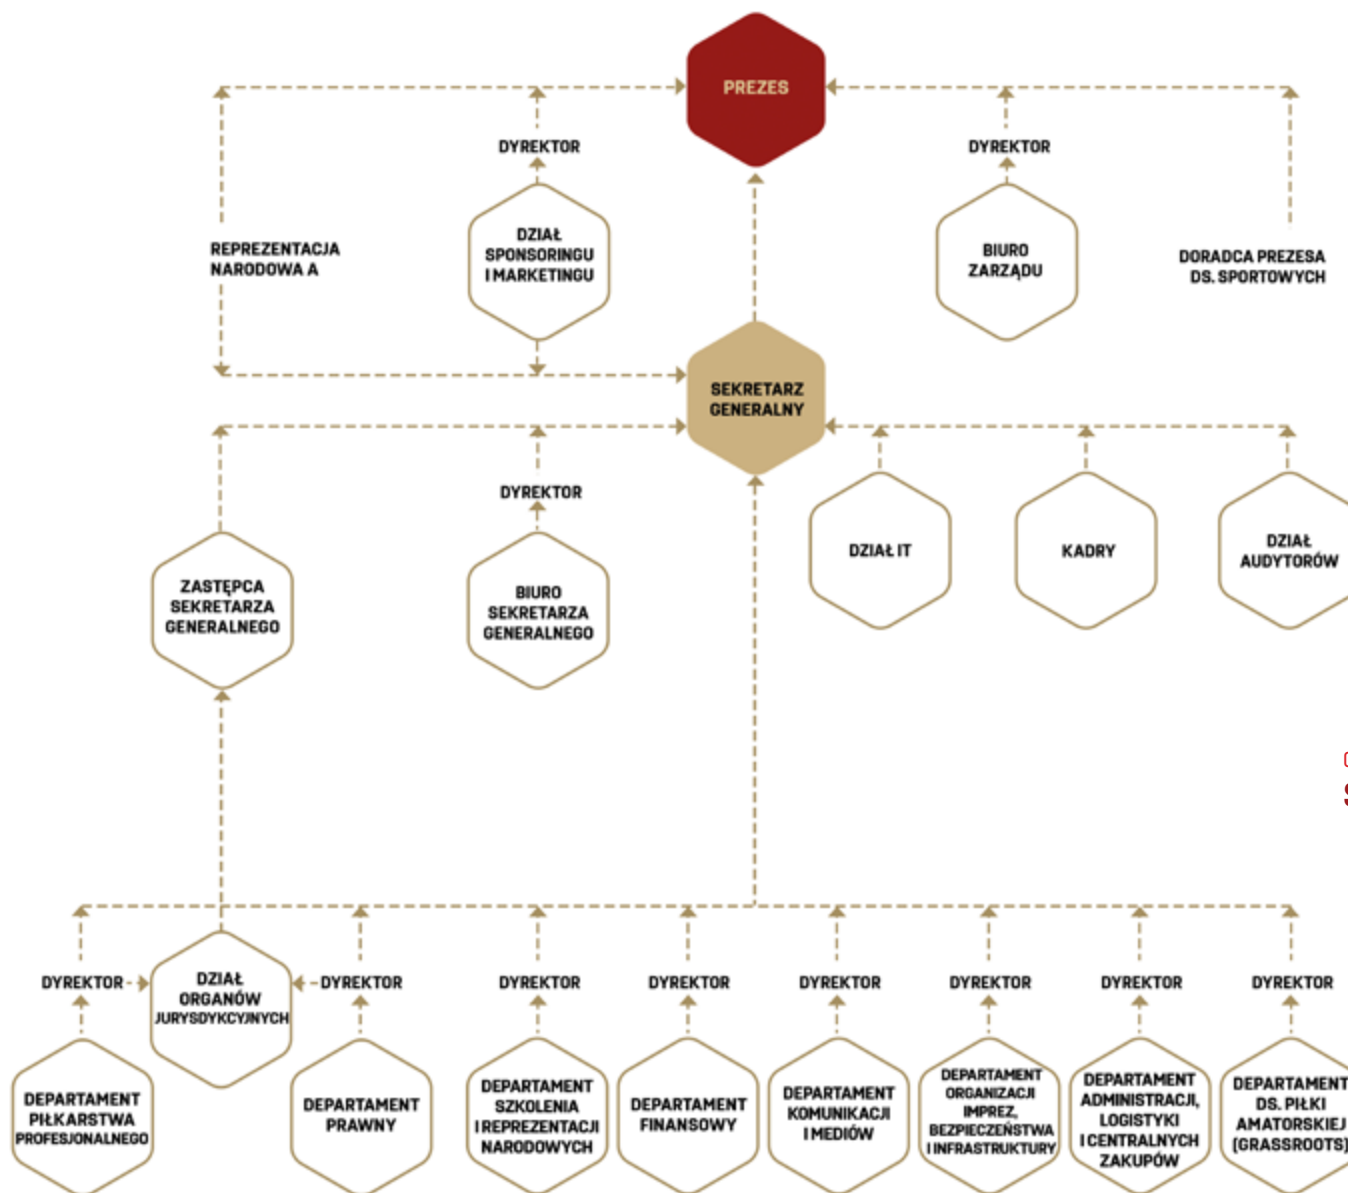 PREZES
DYREKTOR
DYREKTOR
DZIAŁ
SPONSORINGU
I MARKETINGU
REPREZENTACJA
NARODOWA A
BIURO
ZARZĄDU
DORADCA PREZESA
DS. SPORTOWYCH
SEKRETARZ
GENERALNY
DYREKTOR
DZIAŁ IT
KADRY
DZIAŁ
AUDYTORÓW
ZASTĘPCA
SEKRETARZA
GENERALNEGO
BIURO
SEKRETARZA
GENERALNEGO
DYREKTOR
DZIAŁ
ORGANÓW
JURYSDYKCYJNYCH
DYREKTOR
DYREKTOR
DYREKTOR
DYREKTOR
DYREKTOR
DYREKTOR
DYREKTOR
DEPARTAMENT
PIŁKARSTWA
PROFESJONALNEGO
DEPARTAMENT
PRAWNY
DEPARTAMENT
SZKOLENIA
I REPREZENTACJI
NARODOWYCH
DEPARTAMENT
FINANSOWY
DEPARTAMENT
KOMUNIKACJI
I MEDIÓW
DEPARTAMENT
ORGANIZACJI
IMPREZ,
BEZPIECZEŃSTWA
I INFRASTRUKTURY
DEPARTAMENT
ADMINISTRACJI,
LOGISTYKI
I CENTRALNYCH
ZAKUPÓW
DEPARTAMENT
DS. PIŁKI
AMATORSKIEJ
(GRASSROOTS)